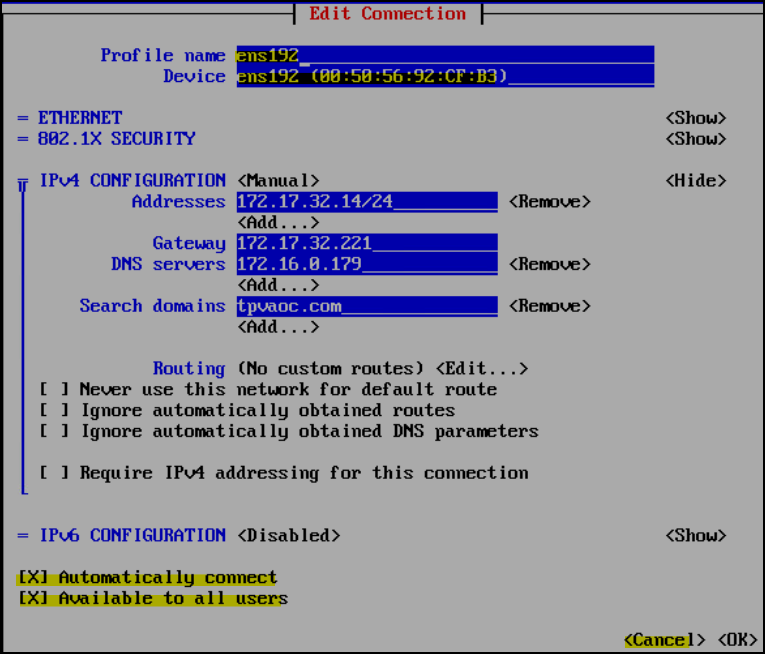 Edit Connection
Profile name ens192
Device ens192 (00:50:56:92:CF:B3)
= ETHERNET <Show>
= 802.1X SECURITY <Show>
= IPv4 CONFIGURATION <Manual> <Hide>
Addresses 172.17.32.14/24 <Remove>
<Add...>
Gateway 172.17.32.221
DNS servers 172.16.0.179 <Remove>
<Add...>
Search domains tpvaoc.com <Remove>
<Add...>
Routing (No custom routes) <Edit...>
[ ] Never use this network for default route
[ ] Ignore automatically obtained routes
[ ] Ignore automatically obtained DNS parameters
[ ] Require IPv4 addressing for this connection
= IPv6 CONFIGURATION <Disabled> <Show>
[X] Automatically connect
[X] Available to all users
<Cancel> <OK>